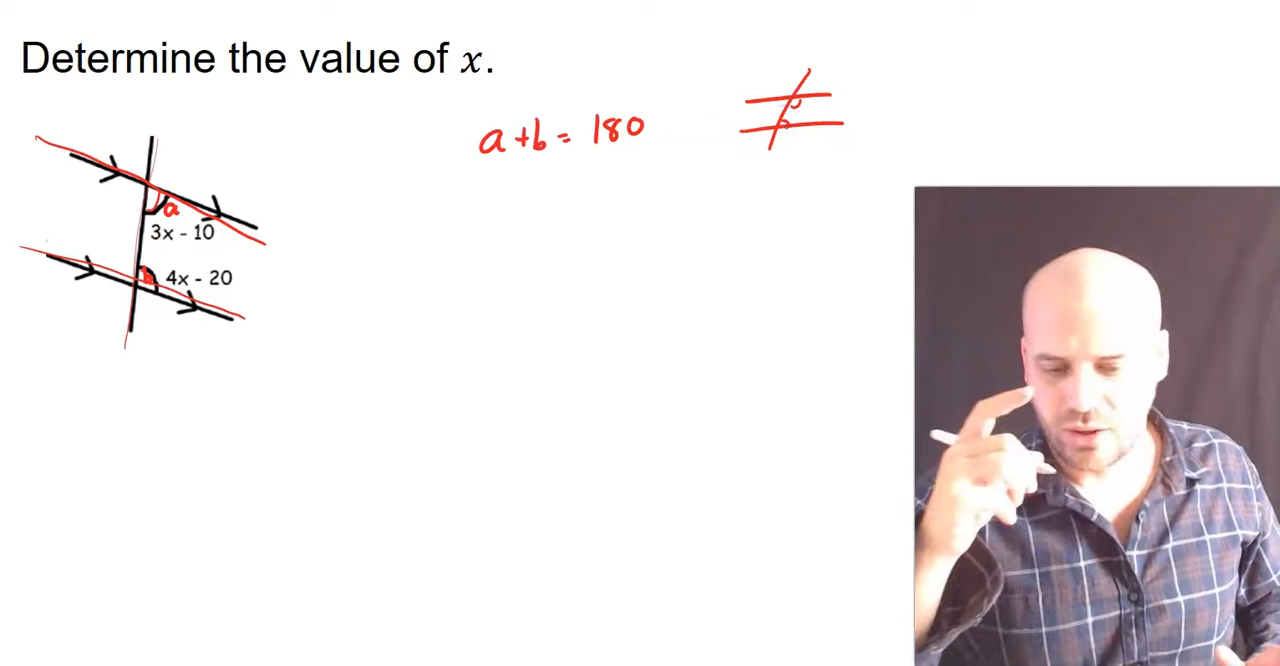 Determine the value of x.
a + b = 180
a
3x - 10
b
4x - 20